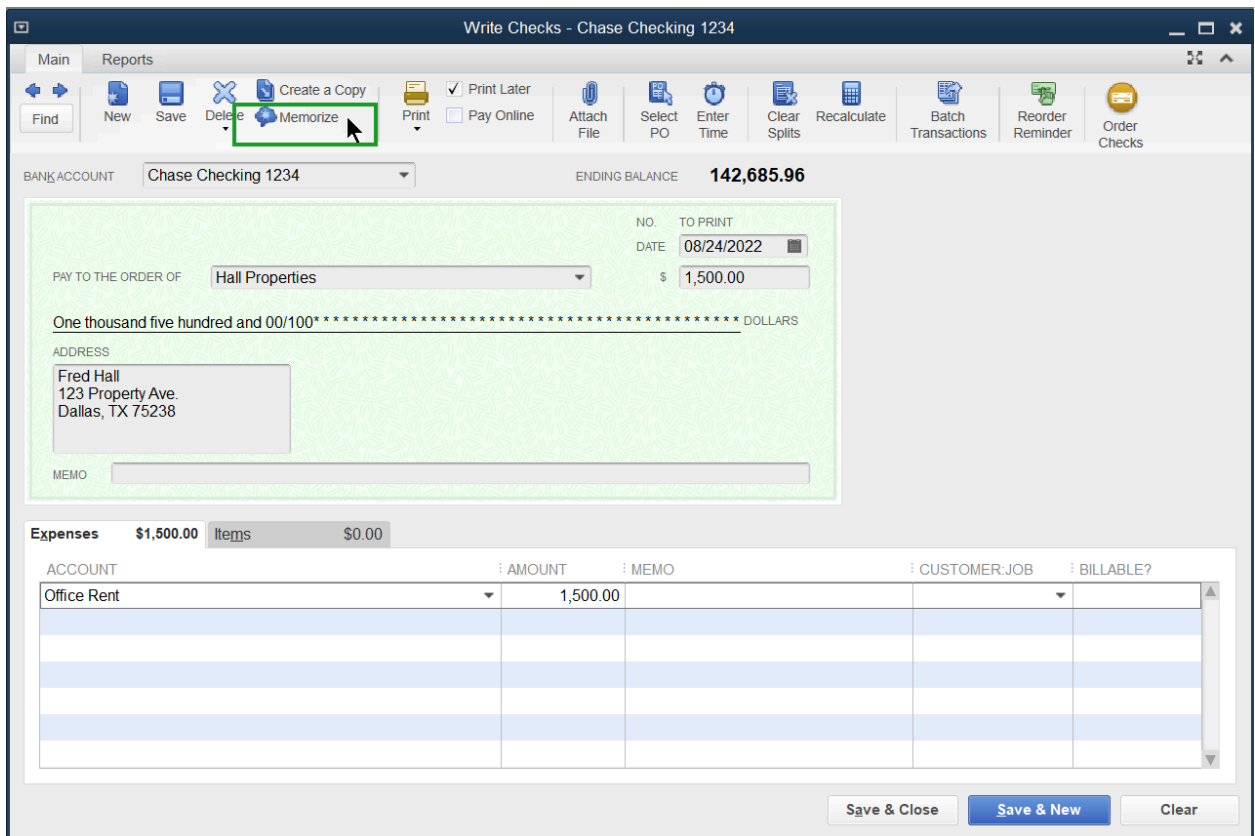 Write Checks - Chase Checking 1234
Main Reports
Find New Save Delete Create a Copy Memorize Print Print Later Pay Online Attach File Select PO Enter Time Clear Splits Recalculate Batch Transactions Reorder Reminder Order Checks
BANK ACCOUNT Chase Checking 1234 ENDING BALANCE 142,685.96
NO. TO PRINT
DATE 08/24/2022
PAY TO THE ORDER OF Hall Properties $ 1,500.00
One thousand five hundred and 00/100* * * * * * * * * * * * * * * * * * * * * * * * * * * * * * * * * * * * * * * * * * * * * DOLLARS
ADDRESS
Fred Hall
123 Property Ave.
Dallas, TX 75238
MEMO
Expenses $1,500.00 Items $0.00
ACCOUNT AMOUNT MEMO CUSTOMER:JOB BILLABLE?
Office Rent 1,500.00
Save & Close Save & New Clear